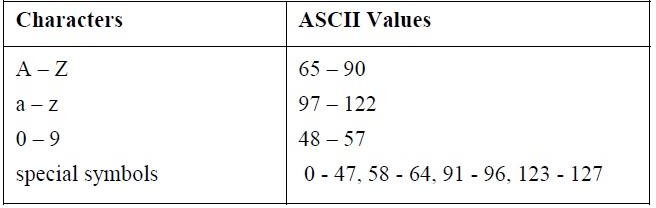 Characters ASCII Values
A – Z 65 – 90
a – z 97 – 122
0 – 9 48 – 57
special symbols 0 - 47, 58 - 64, 91 - 96, 123 - 127